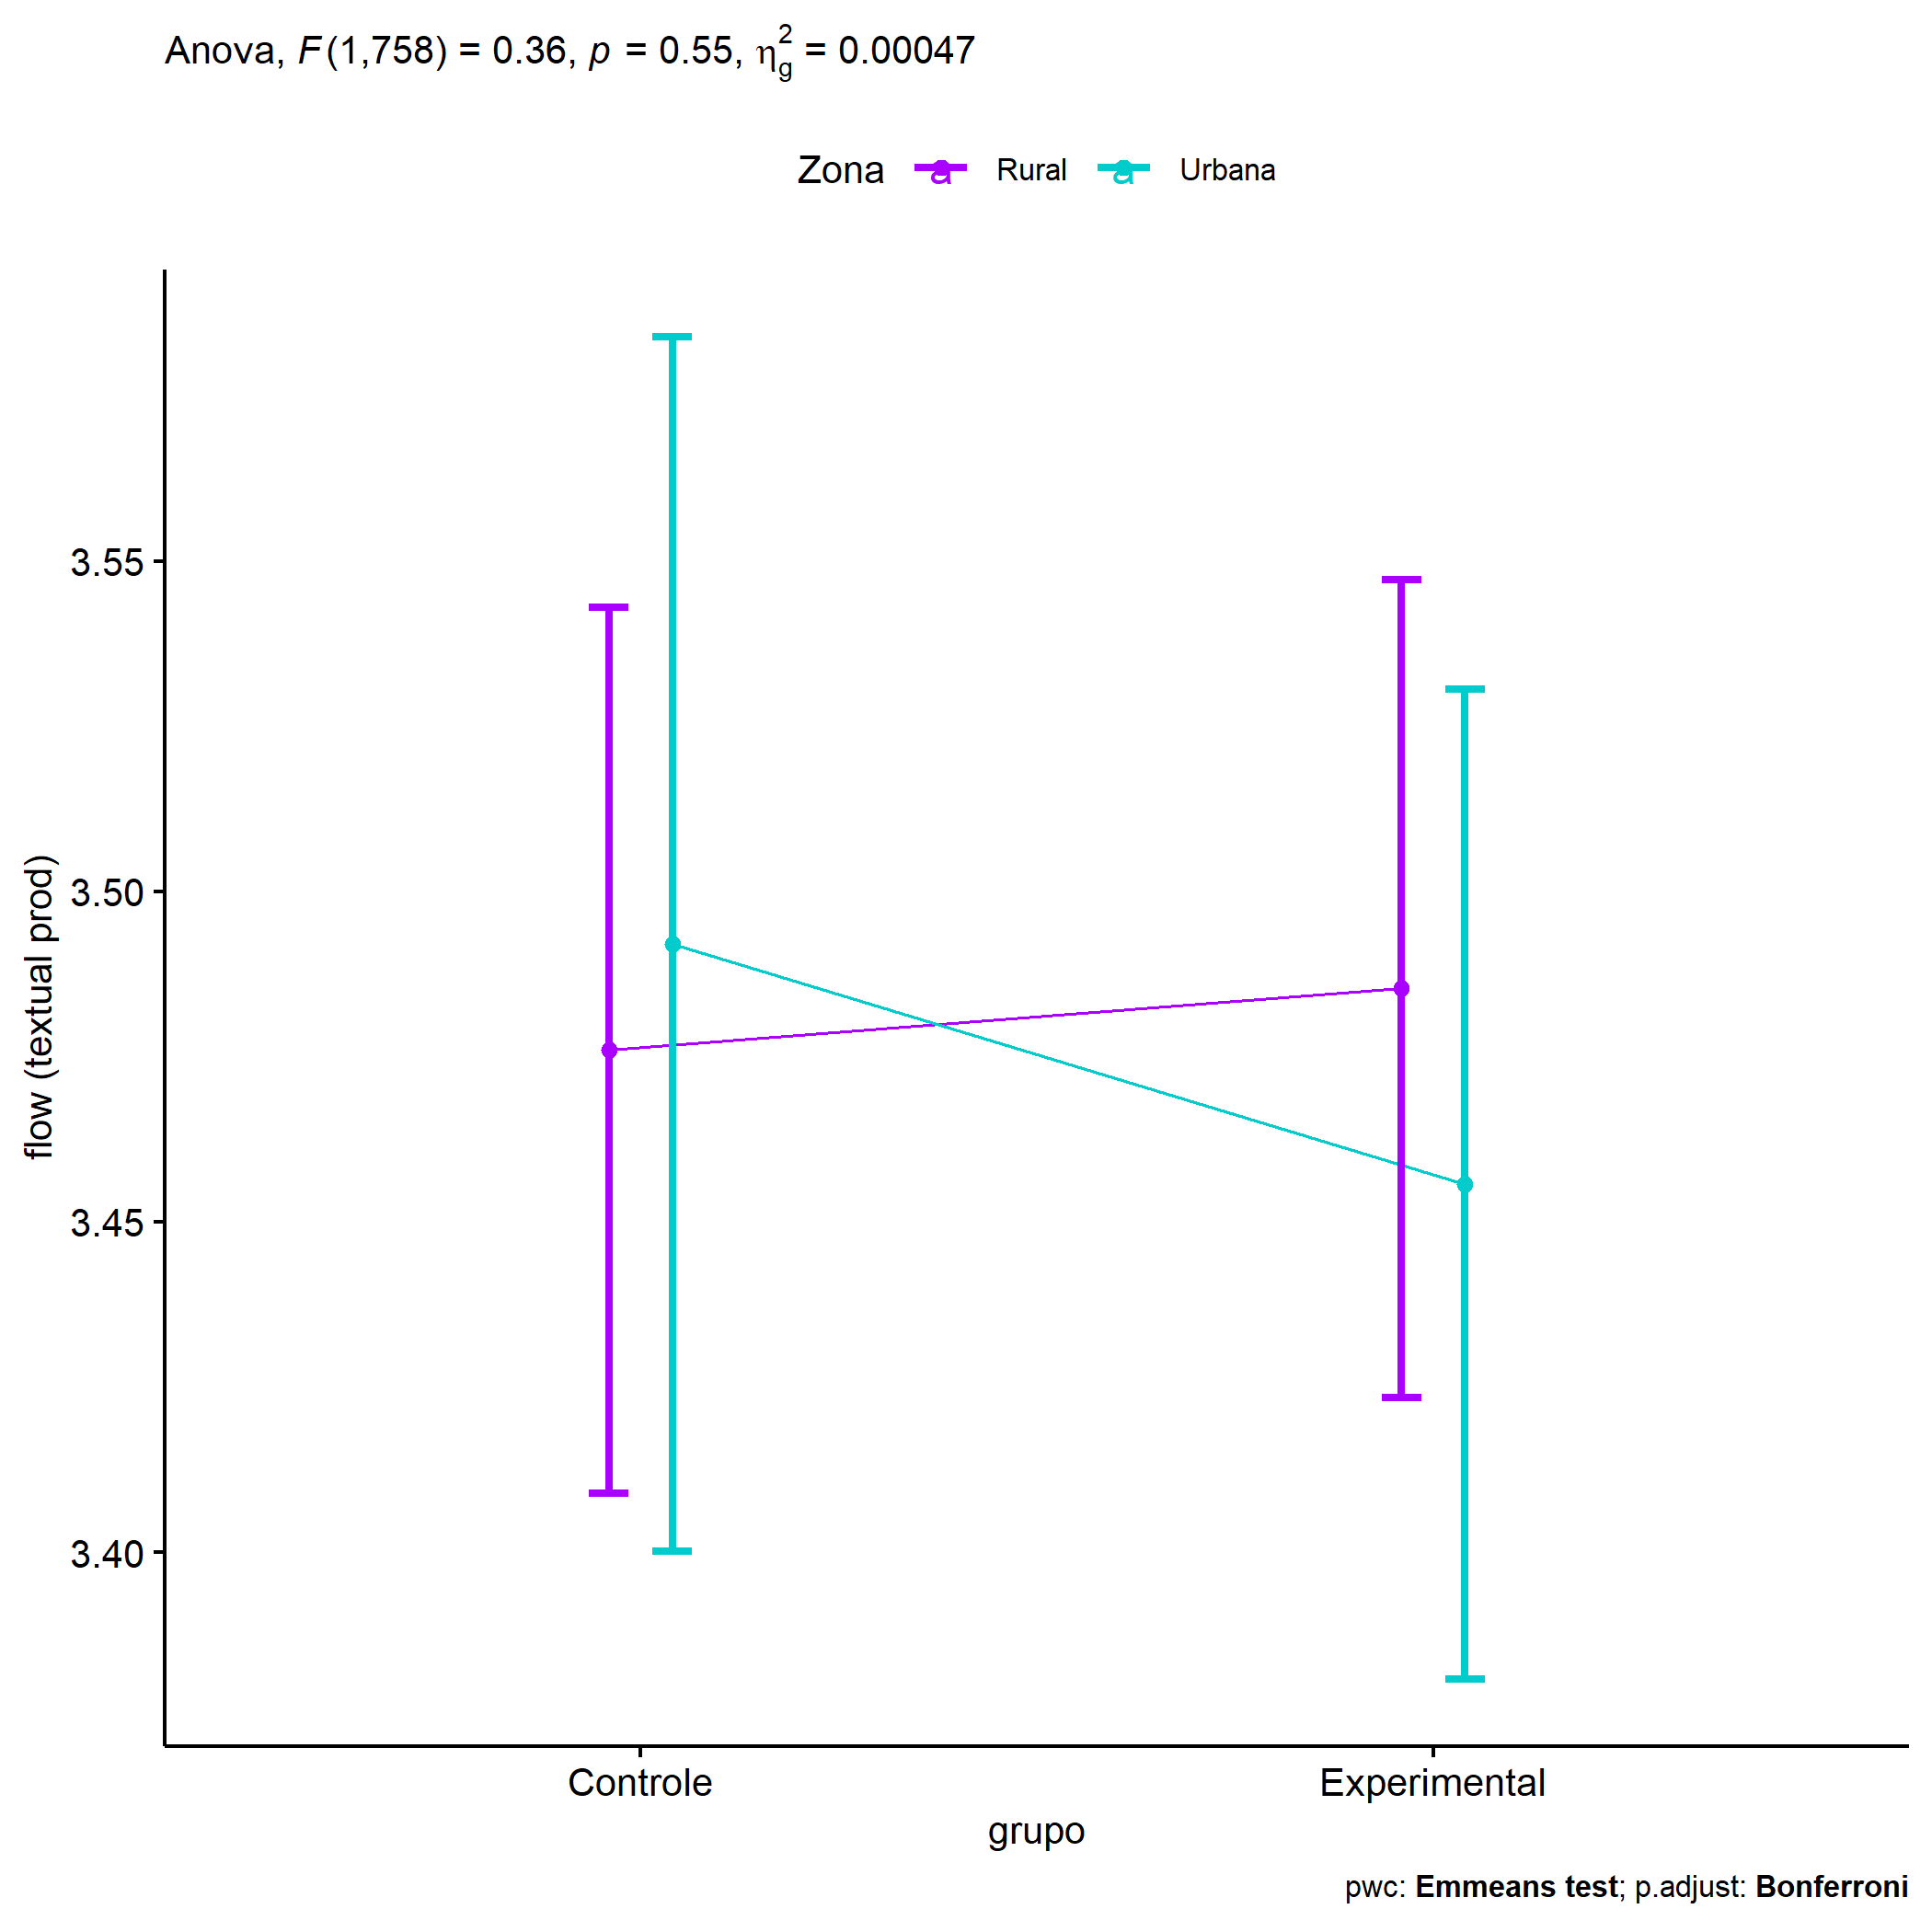 Anova, F(1,758) = 0.36, p = 0.55, η²g = 0.00047
Zona a Rural a Urbana
3.55
3.50
3.45
3.40
flow (textual prod)
Controle Experimental
grupo
pwc: Emmeans test; p.adjust: Bonferroni